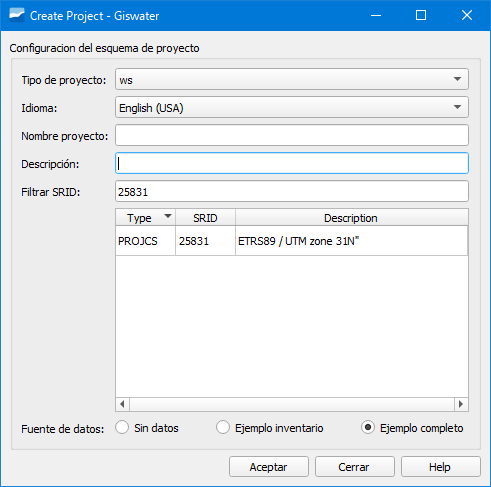 Create Project - Giswater
Configuracion del esquema de proyecto
Tipo de proyecto: ws
Idioma: English (USA)
Nombre proyecto:
Descripción:
Filtrar SRID: 25831
Type SRID Description
PROJCS 25831 ETRS89 / UTM zone 31N"
Fuente de datos: Sin datos Ejemplo inventario Ejemplo completo
Aceptar Cerrar Help